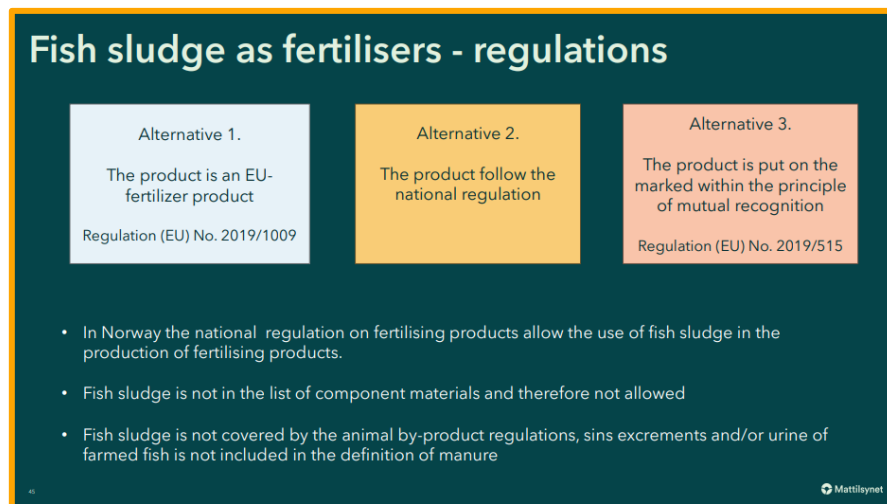 Fish sludge as fertilisers - regulations
Alternative 1.
The product is an EU-
fertilizer product
Regulation (EU) No. 2019/1009
Alternative 2.
The product follow the
national regulation
Alternative 3.
The product is put on the
marked within the principle
of mutual recognition
Regulation (EU) No. 2019/515
• In Norway the national regulation on fertilising products allow the use of fish sludge in the
production of fertilising products.
• Fish sludge is not in the list of component materials and therefore not allowed
• Fish sludge is not covered by the animal by-product regulations, sins excrements and/or urine of
farmed fish is not included in the definition of manure
45
Mattilsynet